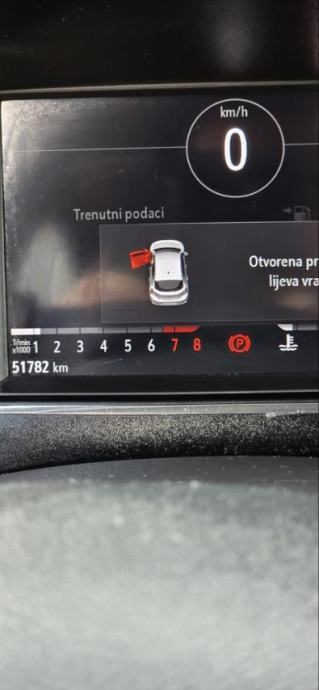 km/h
0
Trenutni podaci
Otvorena pr
lijeva vra
1/min
x1000 1 2 3 4 5 6 7 8 P
51782 km